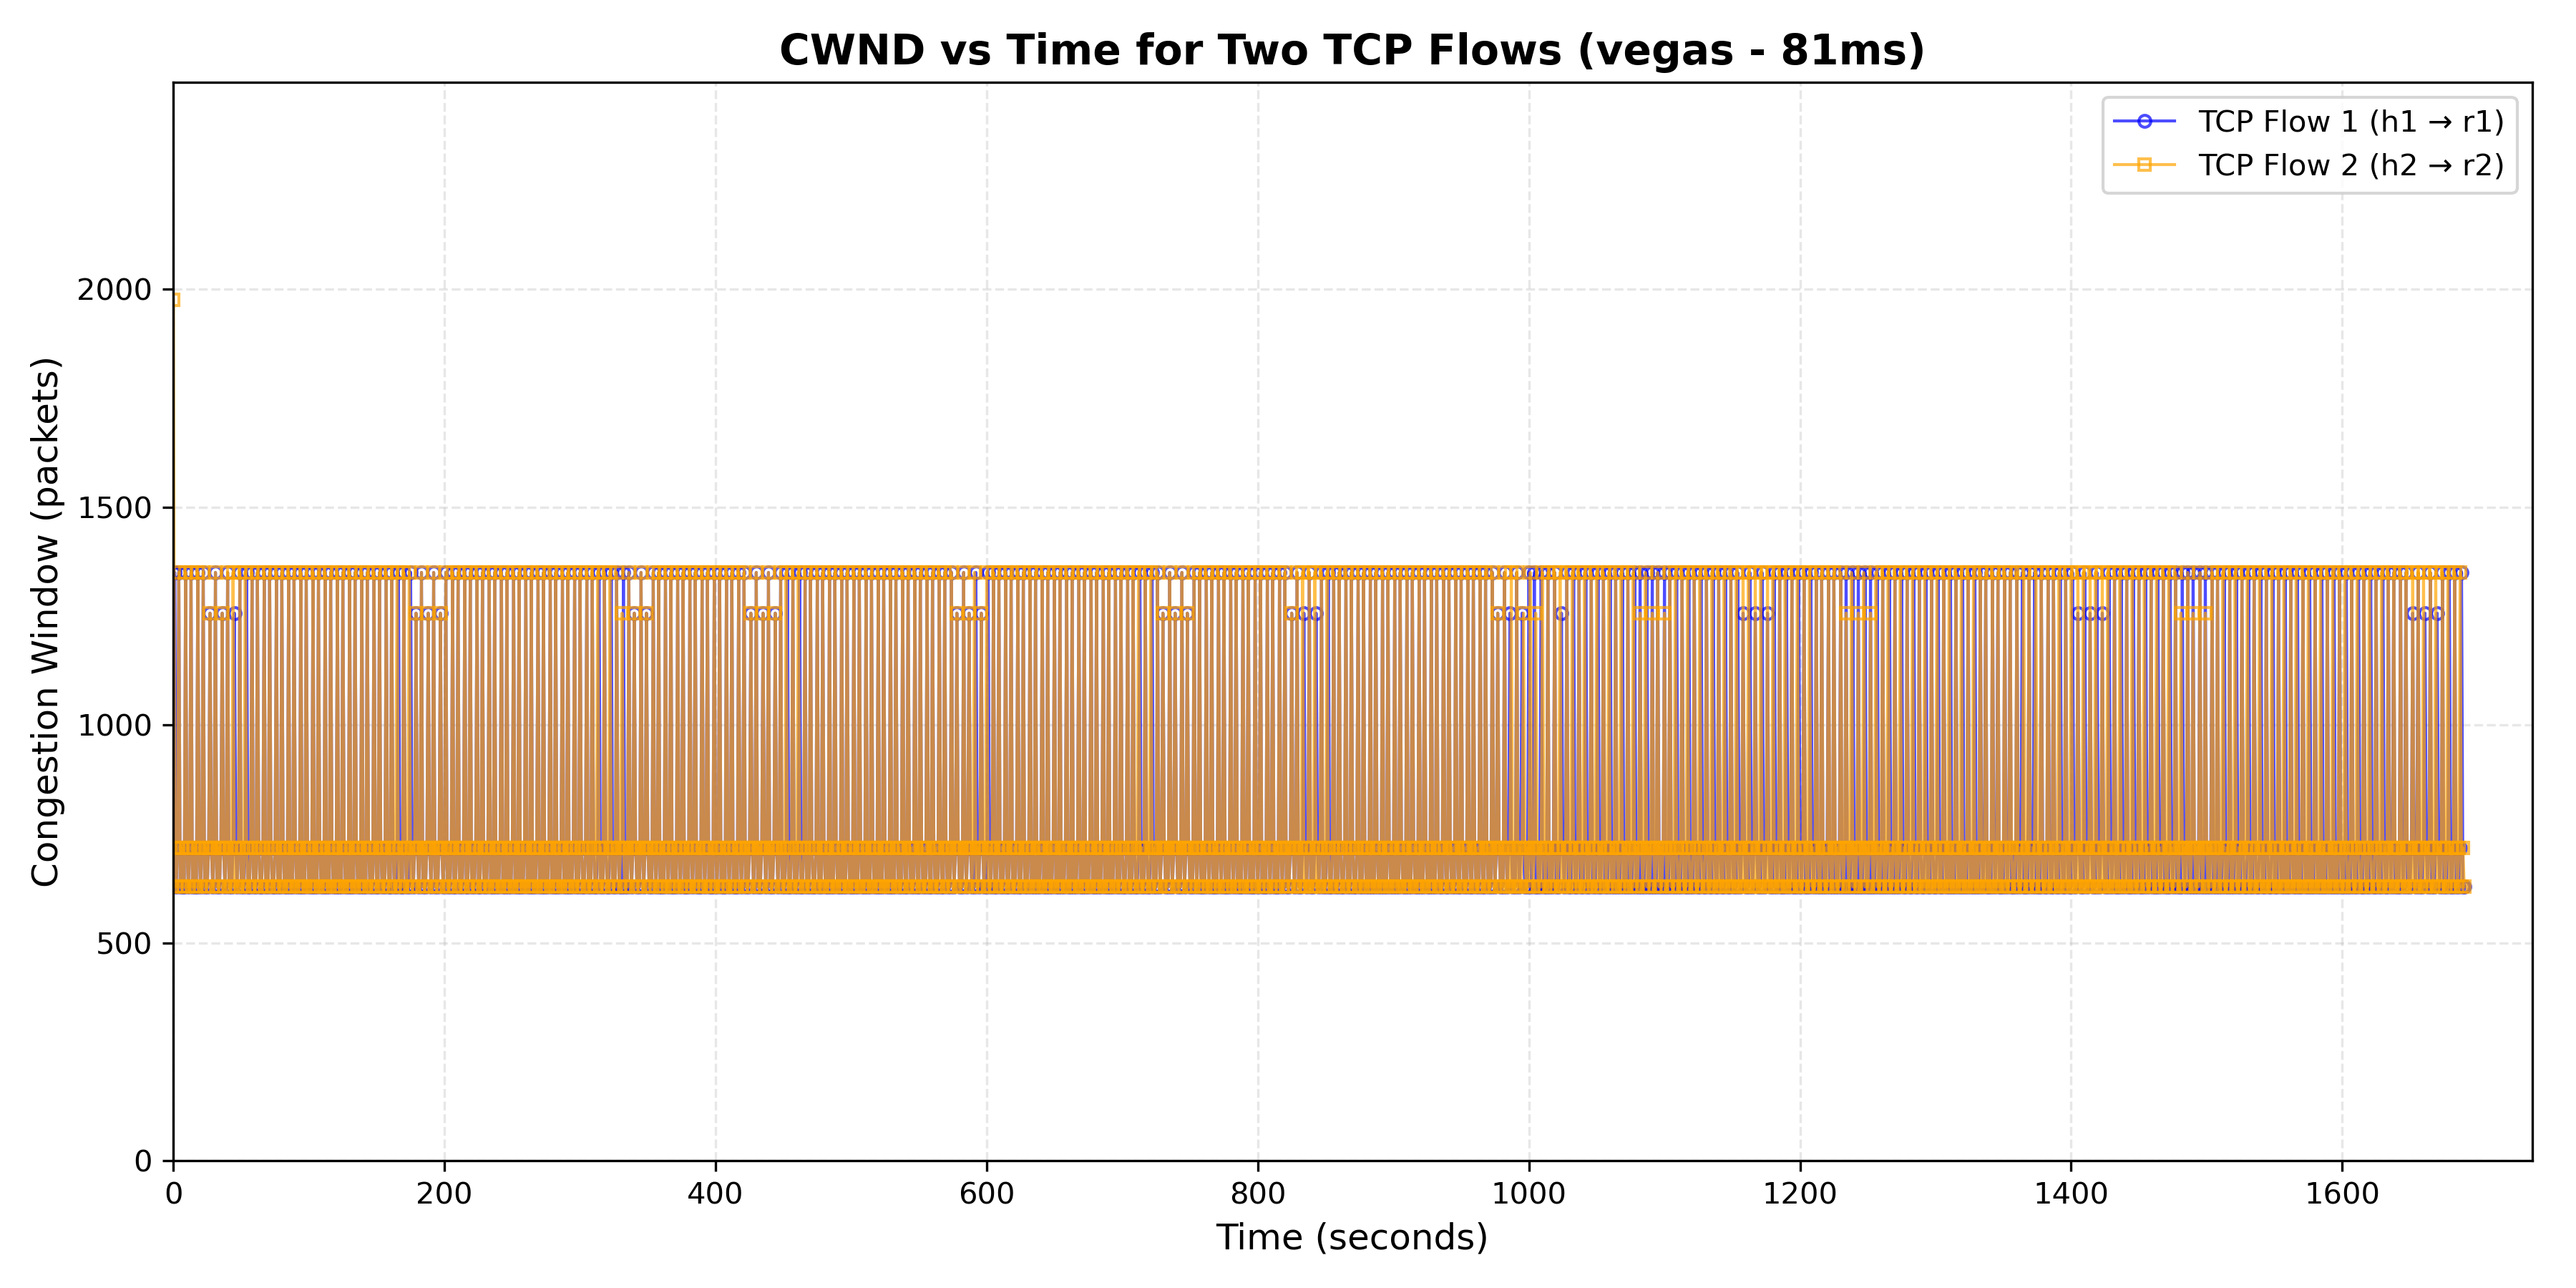 CWND vs Time for Two TCP Flows (vegas - 81ms)
TCP Flow 1 (h1 → r1)
TCP Flow 2 (h2 → r2)
Congestion Window (packets)
2000
1500
1000
500
0
0 200 400 600 800 1000 1200 1400 1600
Time (seconds)